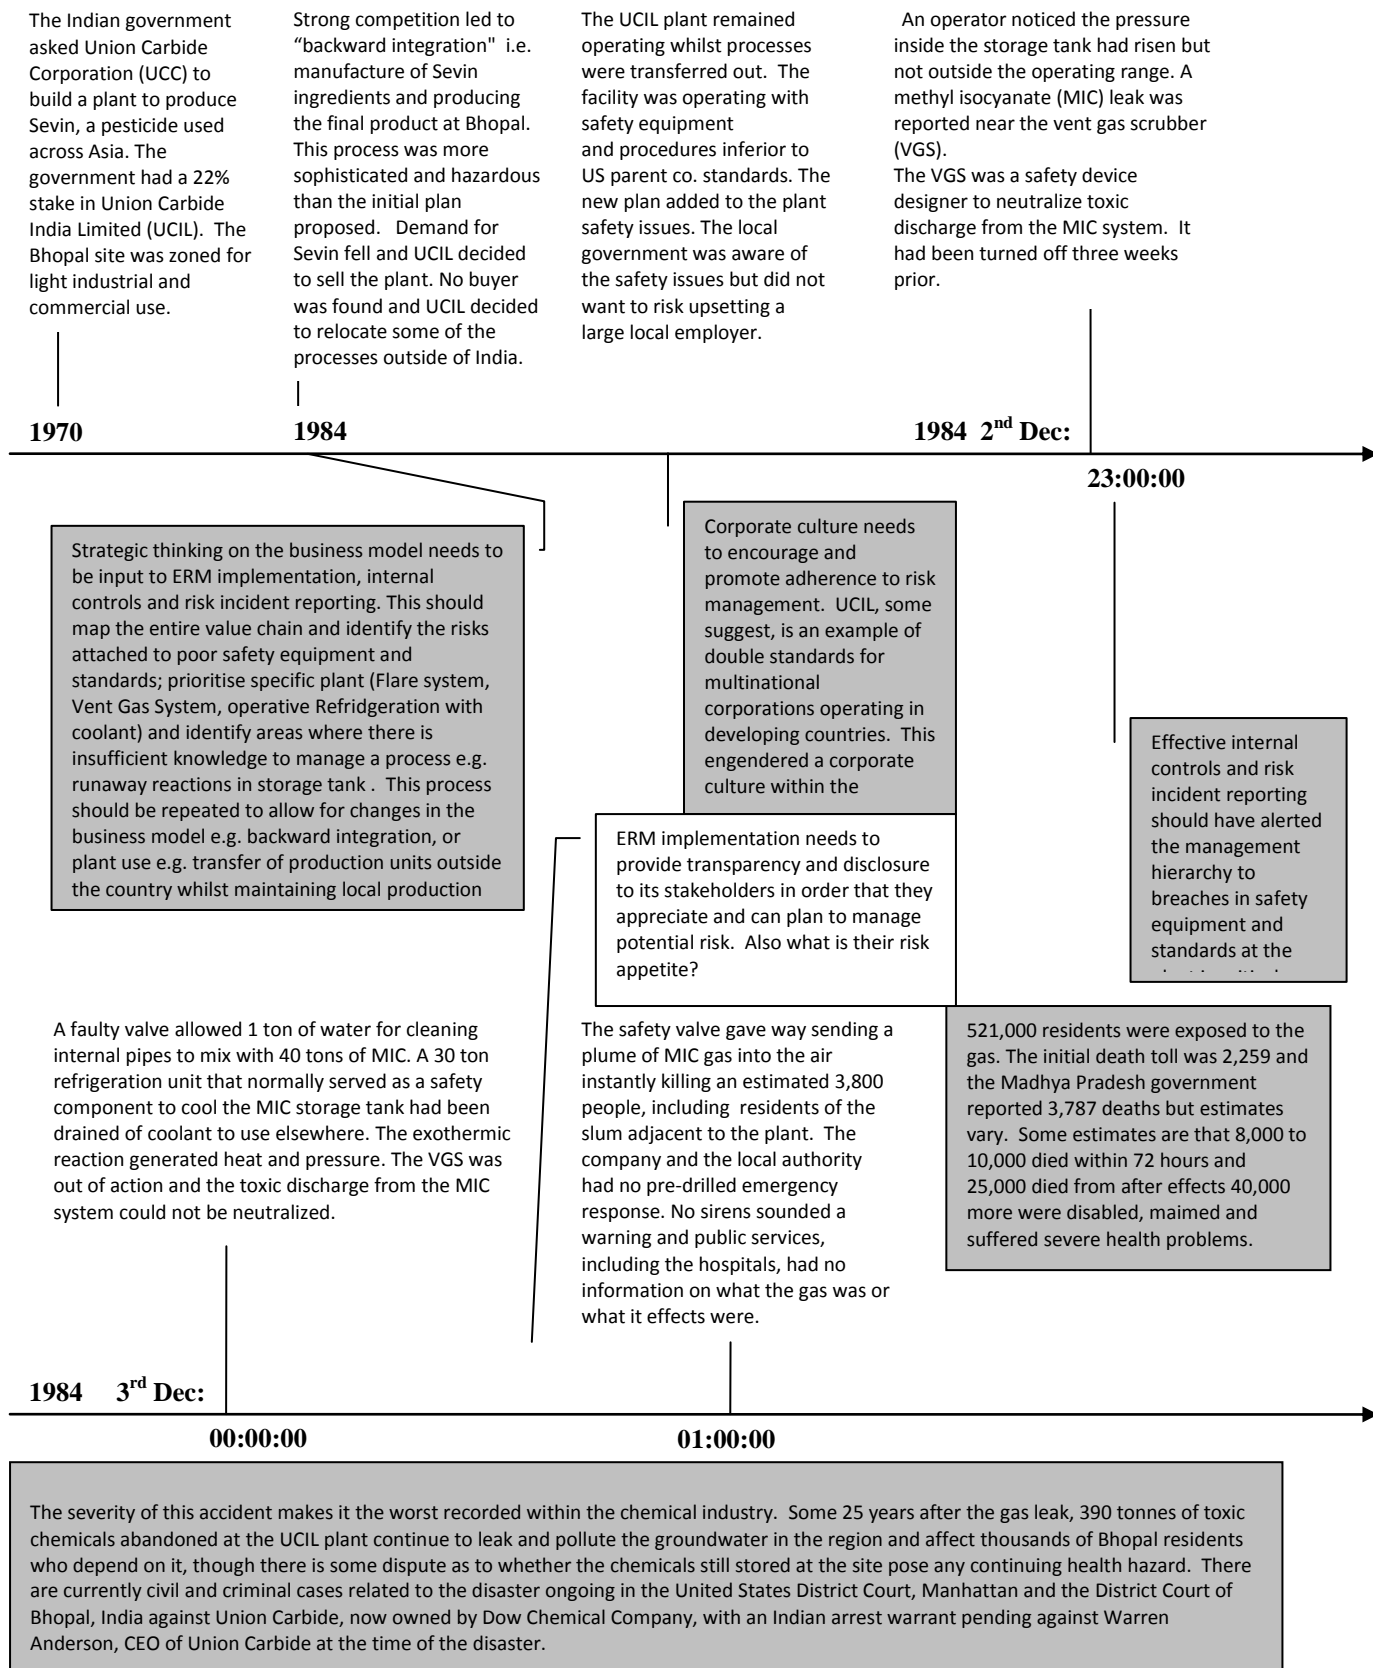 The Indian government
asked Union Carbide
Corporation (UCC) to
build a plant to produce
Sevin, a pesticide used
across Asia. The
government had a 22%
stake in Union Carbide
India Limited (UCIL). The
Bhopal site was zoned for
light industrial and
commercial use.
Strong competition led to
“backward integration" i.e.
manufacture of Sevin
ingredients and producing
the final product at Bhopal.
This process was more
sophisticated and hazardous
than the initial plan
proposed. Demand for
Sevin fell and UCIL decided
to sell the plant. No buyer
was found and UCIL decided
to relocate some of the
processes outside of India.
The UCIL plant remained
operating whilst processes
were transferred out. The
facility was operating with
safety equipment
and procedures inferior to
US parent co. standards. The
new plan added to the plant
safety issues. The local
government was aware of
the safety issues but did not
want to risk upsetting a
large local employer.
An operator noticed the pressure
inside the storage tank had risen but
not outside the operating range. A
methyl isocyanate (MIC) leak was
reported near the vent gas scrubber
(VGS).
The VGS was a safety device
designer to neutralize toxic
discharge from the MIC system. It
had been turned off three weeks
prior.
1970
1984
1984 2nd Dec:
23:00:00
Strategic thinking on the business model needs to
be input to ERM implementation, internal
controls and risk incident reporting. This should
map the entire value chain and identify the risks
attached to poor safety equipment and
standards; prioritise specific plant (Flare system,
Vent Gas System, operative Refridgeration with
coolant) and identify areas where there is
insufficient knowledge to manage a process e.g.
runaway reactions in storage tank . This process
should be repeated to allow for changes in the
business model e.g. backward integration, or
plant use e.g. transfer of production units outside
the country whilst maintaining local production
Corporate culture needs
to encourage and
promote adherence to risk
management. UCIL, some
suggest, is an example of
double standards for
multinational
corporations operating in
developing countries. This
engendered a corporate
culture within the
ERM implementation needs to
provide transparency and disclosure
to its stakeholders in order that they
appreciate and can plan to manage
potential risk. Also what is their risk
appetite?
Effective internal
controls and risk
incident reporting
should have alerted
the management
hierarchy to
breaches in safety
equipment and
standards at the
A faulty valve allowed 1 ton of water for cleaning
internal pipes to mix with 40 tons of MIC. A 30 ton
refrigeration unit that normally served as a safety
component to cool the MIC storage tank had been
drained of coolant to use elsewhere. The exothermic
reaction generated heat and pressure. The VGS was
out of action and the toxic discharge from the MIC
system could not be neutralized.
The safety valve gave way sending a
plume of MIC gas into the air
instantly killing an estimated 3,800
people, including residents of the
slum adjacent to the plant. The
company and the local authority
had no pre-drilled emergency
response. No sirens sounded a
warning and public services,
including the hospitals, had no
information on what the gas was or
what it effects were.
521,000 residents were exposed to the
gas. The initial death toll was 2,259 and
the Madhya Pradesh government
reported 3,787 deaths but estimates
vary. Some estimates are that 8,000 to
10,000 died within 72 hours and
25,000 died from after effects 40,000
more were disabled, maimed and
suffered severe health problems.
1984 3rd Dec:
00:00:00
01:00:00
The severity of this accident makes it the worst recorded within the chemical industry. Some 25 years after the gas leak, 390 tonnes of toxic
chemicals abandoned at the UCIL plant continue to leak and pollute the groundwater in the region and affect thousands of Bhopal residents
who depend on it, though there is some dispute as to whether the chemicals still stored at the site pose any continuing health hazard. There
are currently civil and criminal cases related to the disaster ongoing in the United States District Court, Manhattan and the District Court of
Bhopal, India against Union Carbide, now owned by Dow Chemical Company, with an Indian arrest warrant pending against Warren
Anderson, CEO of Union Carbide at the time of the disaster.